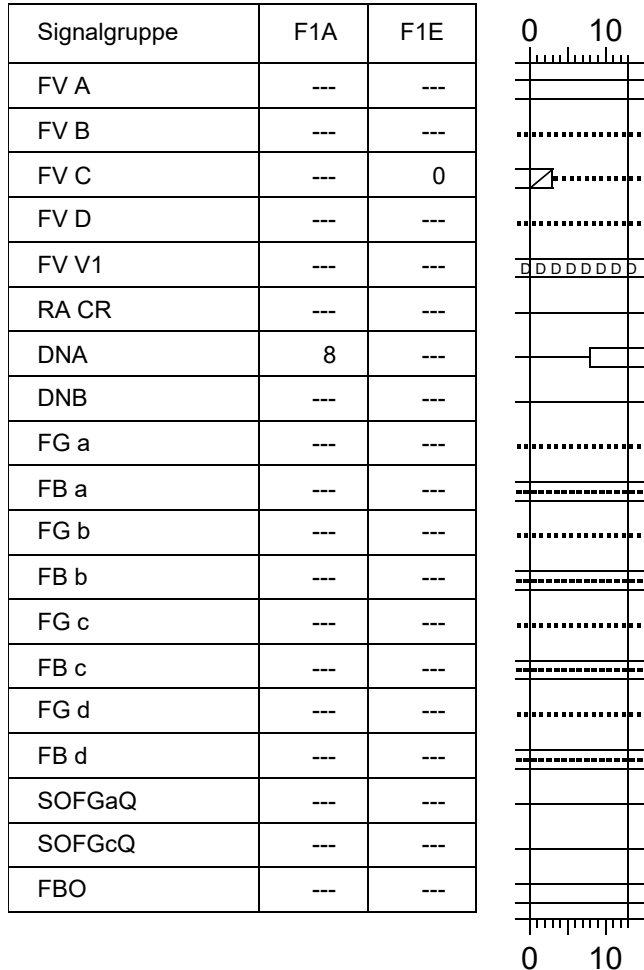 Signalgruppe F1A F1E 0 10
FV A --- ---
FV B --- ---
FV C --- 0
FV D --- ---
FV V1 --- --- D D D D D D D D
RA CR --- ---
DNA 8 ---
DNB --- ---
FG a --- ---
FB a --- ---
FG b --- ---
FB b --- ---
FG c --- ---
FB c --- ---
FG d --- ---
FB d --- ---
SOFGaQ --- ---
SOFGcQ --- ---
FBO --- ---
0 10